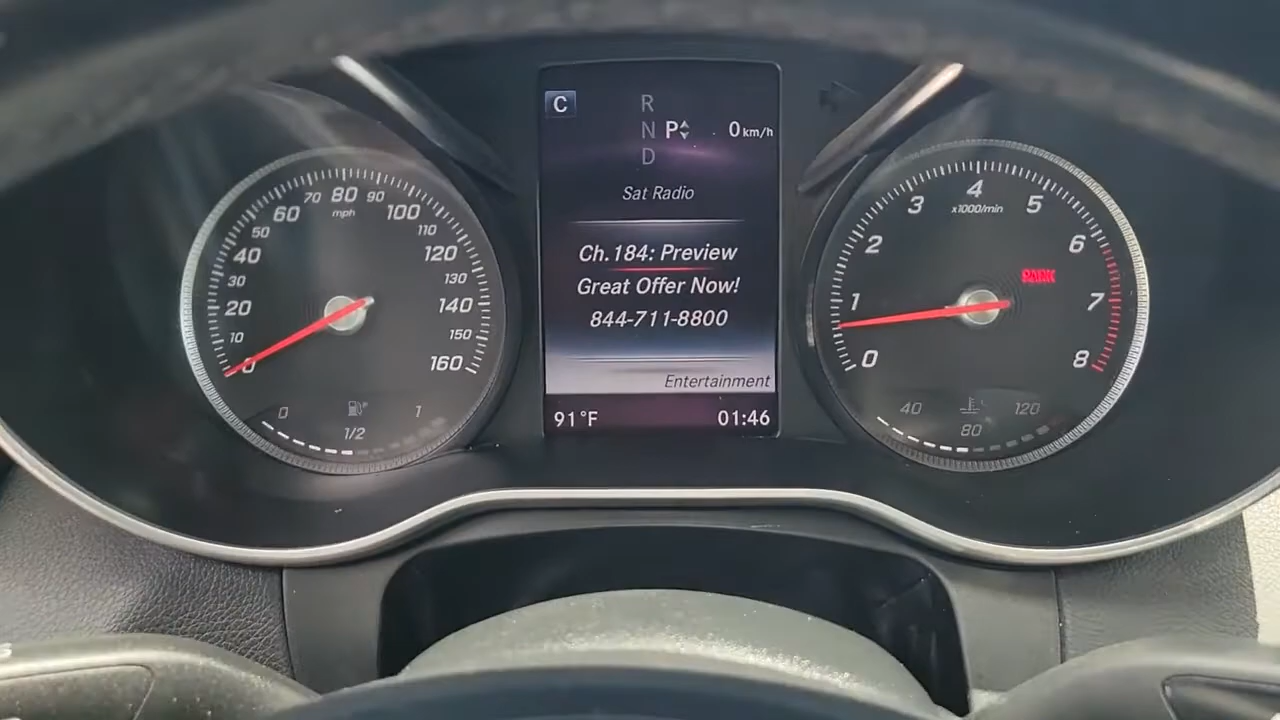 0
10
20
30
40
50
60
70
80
90
100
110
120
130
140
150
160
mph
0
1/2
1
C
R
N P 0 km/h
D
Sat Radio
Ch.184: Preview
Great Offer Now!
844-711-8800
Entertainment
91°F 01:46
0
1
2
3
4
5
6
7
8
x1000/min
PARK
40
80
120